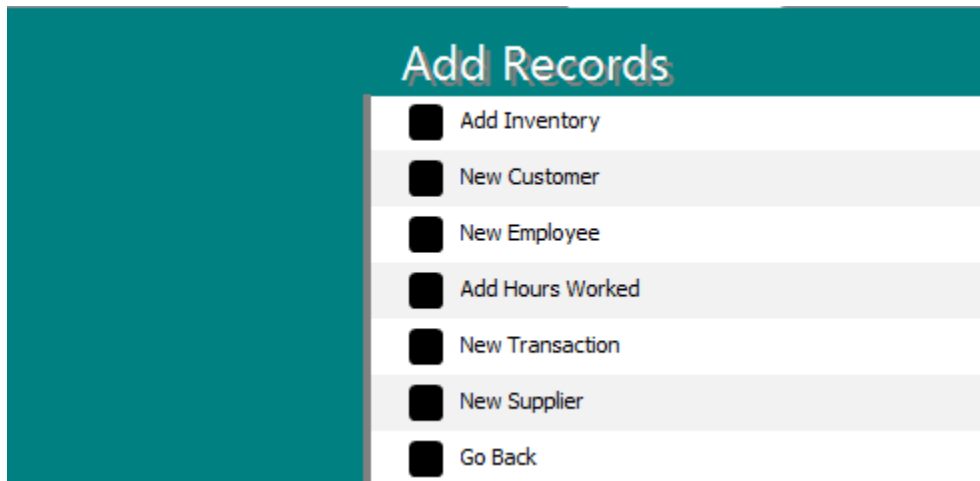 Add Records
Add Inventory
New Customer
New Employee
Add Hours Worked
New Transaction
New Supplier
Go Back